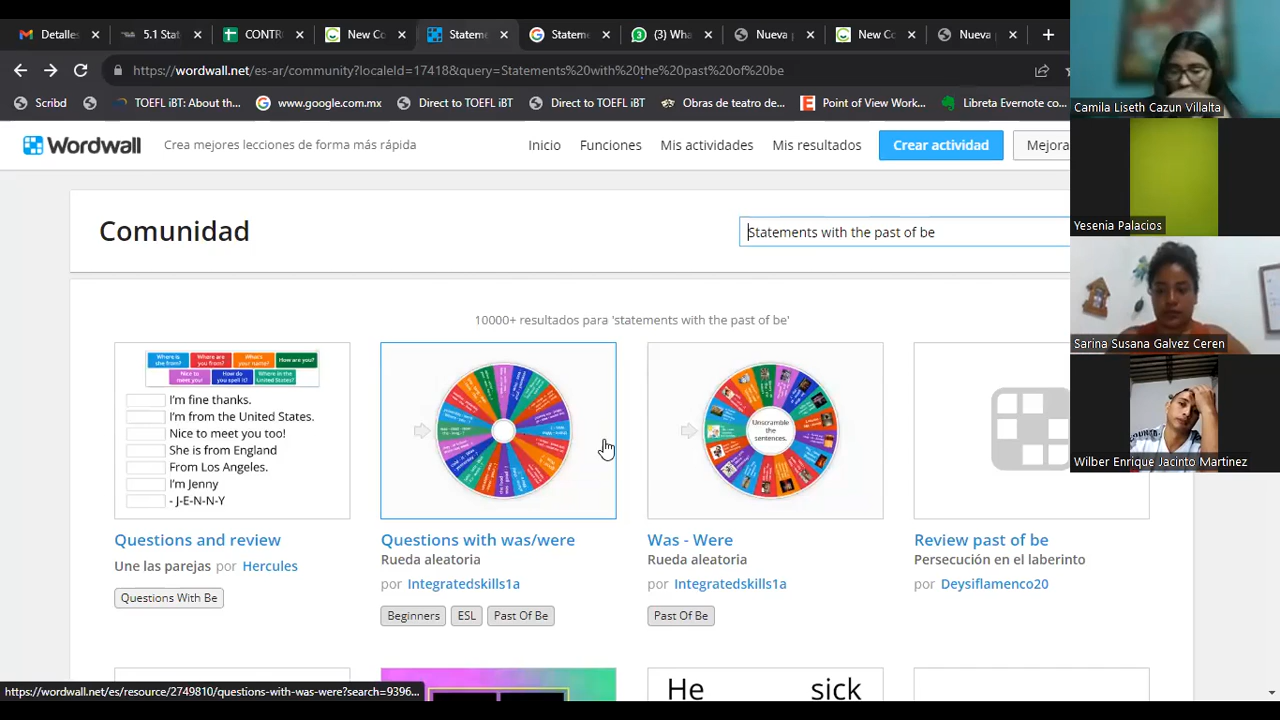 Detalles
5.1 Stat
CONTR
New Co
Stateme
Stateme
(3) Wha
Nueva p
New Co
Nueva p
https://wordwall.net/es-ar/community?localeId=17418&query=Statements%20with%20the%20past%20of%20be
Scribd
TOEFL iBT: About th...
www.google.com.mx
Direct to TOEFL iBT
Direct to TOEFL iBT
Obras de teatro de...
Point of View Work...
Libreta Evernote co...
Wordwall
Crea mejores lecciones de forma más rápida
Inicio
Funciones
Mis actividades
Mis resultados
Crear actividad
Mejora
Comunidad
Statements with the past of be
10000+ resultados para 'statements with the past of be'
Where is she from?
Where are you from?
What's your name?
How are you?
Nice to meet you!
How do you spell it?
Where in the United States?
I'm fine thanks.
I'm from the United States.
Nice to meet you too!
She is from England
From Los Angeles.
I'm Jenny
- J-E-N-N-Y
Unscramble
the
sentences.
Questions and review
Une las parejas por Hercules
Questions With Be
Questions with was/were
Rueda aleatoria
por Integratedskills1a
Beginners
ESL
Past Of Be
Was - Were
Rueda aleatoria
por Integratedskills1a
Past Of Be
Review past of be
Persecución en el laberinto
por Deysiflamenco20
He sick
https://wordwall.net/es/resource/2749810/questions-with-was-were?search=9396...
Camila Liseth Cazun Villalta
Yesenia Palacios
Sarina Susana Galvez Ceren
Wilber Enrique Jacinto Martinez